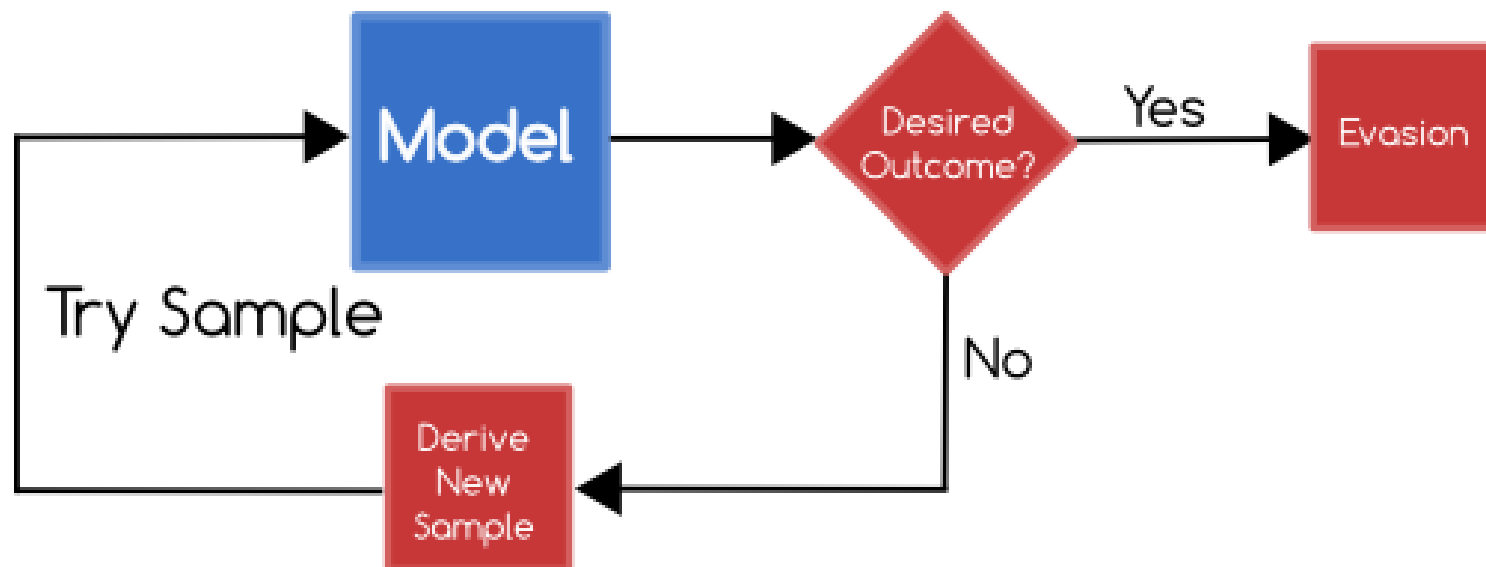 Model
Desired
Outcome?
Yes
Evasion
Try Sample
No
Derive
New
Sample